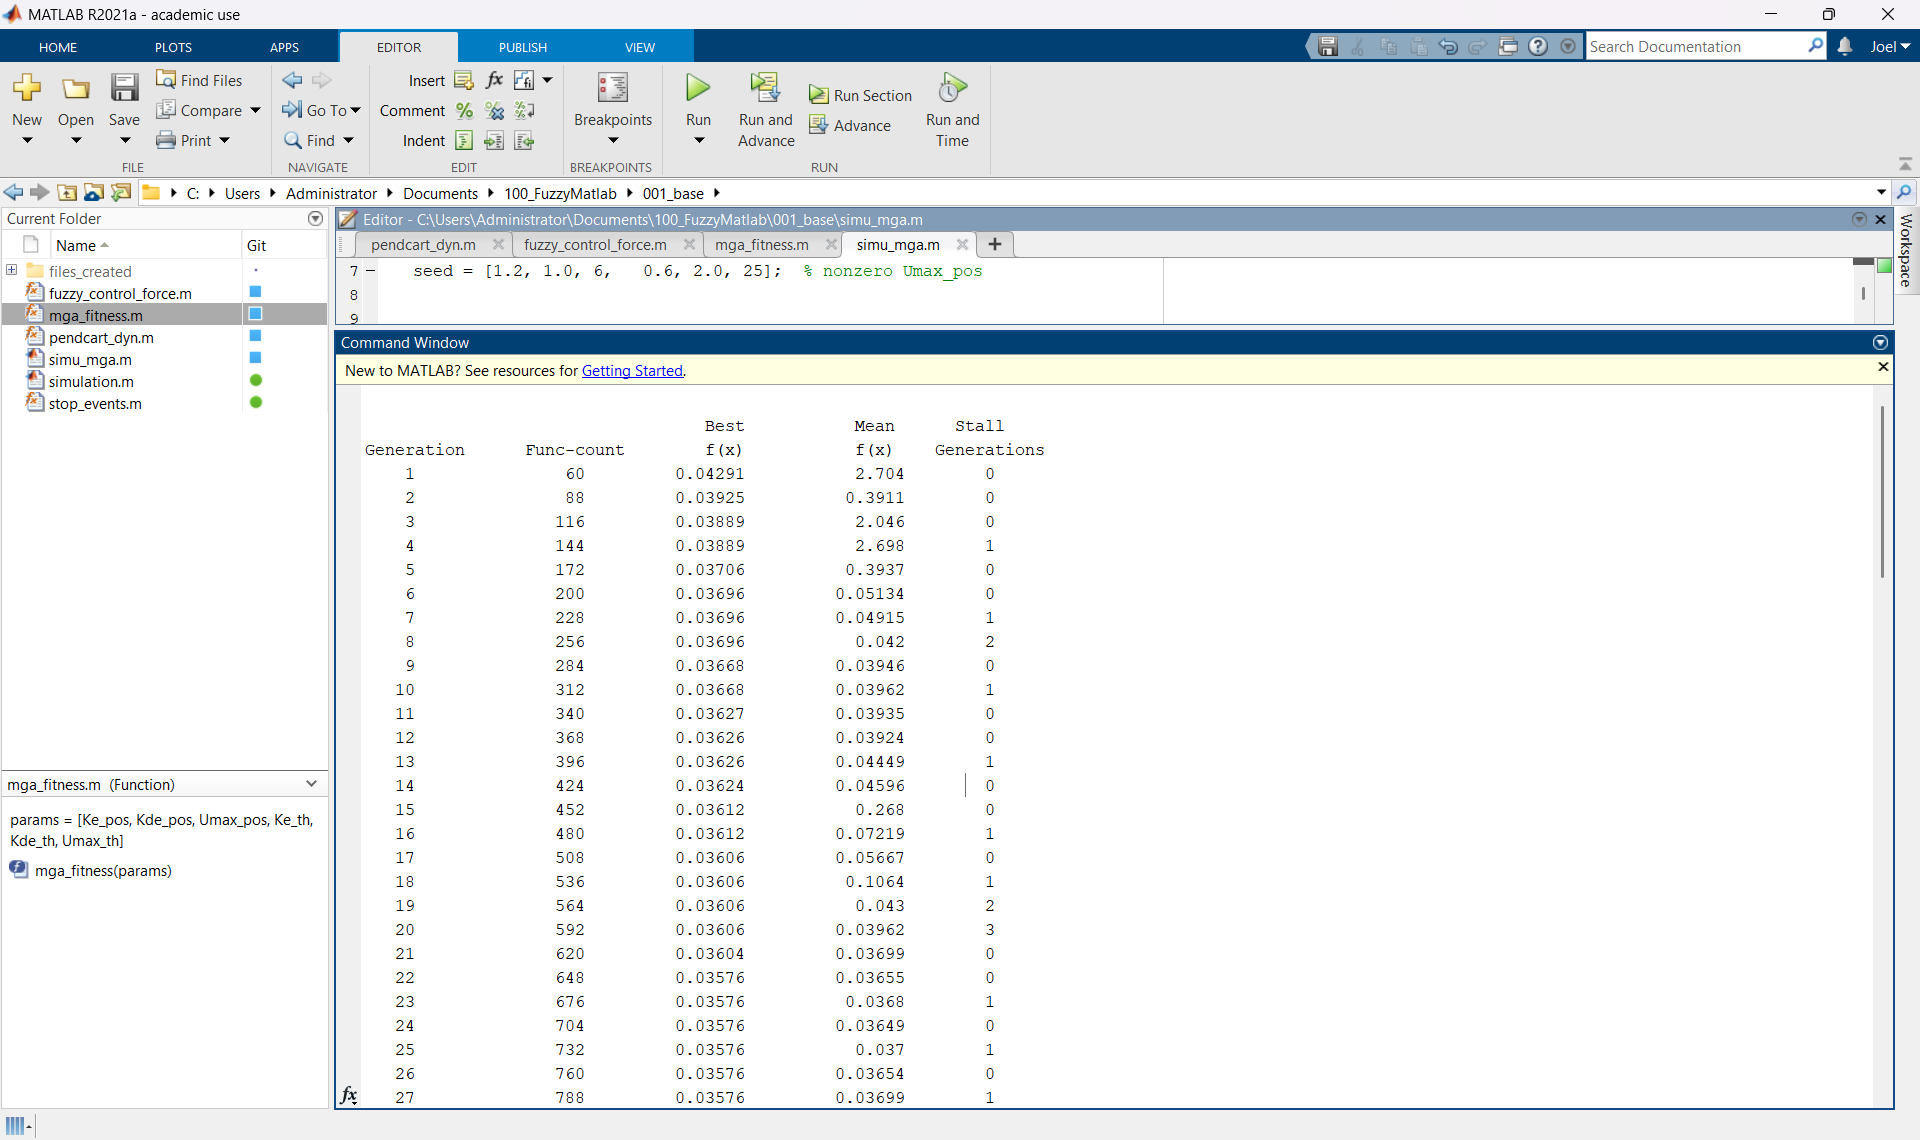 MATLAB R2021a - academic use
HOME PLOTS APPS EDITOR PUBLISH VIEW
Search Documentation
Joel
New
Open
Save
Find Files
Compare
Print
FILE
Go To
Find
NAVIGATE
Insert
Comment
Indent
EDIT
Breakpoints
BREAKPOINTS
Run
Run and Advance
Run Section
Advance
Run and Time
RUN
C: Users Administrator Documents 100_FuzzyMatlab 001_base
Current Folder
Name Git
files_created
fuzzy_control_force.m
mga_fitness.m
pendcart_dyn.m
simu_mga.m
simulation.m
stop_events.m
mga_fitness.m (Function)
params = [Ke_pos, Kde_pos, Umax_pos, Ke_th,
Kde_th, Umax_th]
mga_fitness(params)
Editor - C:\Users\Administrator\Documents\100_FuzzyMatlab\001_base\simu_mga.m
pendcart_dyn.m fuzzy_control_force.m mga_fitness.m simu_mga.m
7 – seed = [1.2, 1.0, 6, 0.6, 2.0, 25]; % nonzero Umax_pos
8
9
Workspace
Command Window
New to MATLAB? See resources for Getting Started.
Best Mean Stall
Generation Func-count f(x) f(x) Generations
1 60 0.04291 2.704 0
2 88 0.03925 0.3911 0
3 116 0.03889 2.046 0
4 144 0.03889 2.698 1
5 172 0.03706 0.3937 0
6 200 0.03696 0.05134 0
7 228 0.03696 0.04915 1
8 256 0.03696 0.042 2
9 284 0.03668 0.03946 0
10 312 0.03668 0.03962 1
11 340 0.03627 0.03935 0
12 368 0.03626 0.03924 0
13 396 0.03626 0.04449 1
14 424 0.03624 0.04596 0
15 452 0.03612 0.268 0
16 480 0.03612 0.07219 1
17 508 0.03606 0.05667 0
18 536 0.03606 0.1064 1
19 564 0.03606 0.043 2
20 592 0.03606 0.03962 3
21 620 0.03604 0.03699 0
22 648 0.03576 0.03655 0
23 676 0.03576 0.0368 1
24 704 0.03576 0.03649 0
25 732 0.03576 0.037 1
26 760 0.03576 0.03654 0
27 788 0.03576 0.03699 1
fx